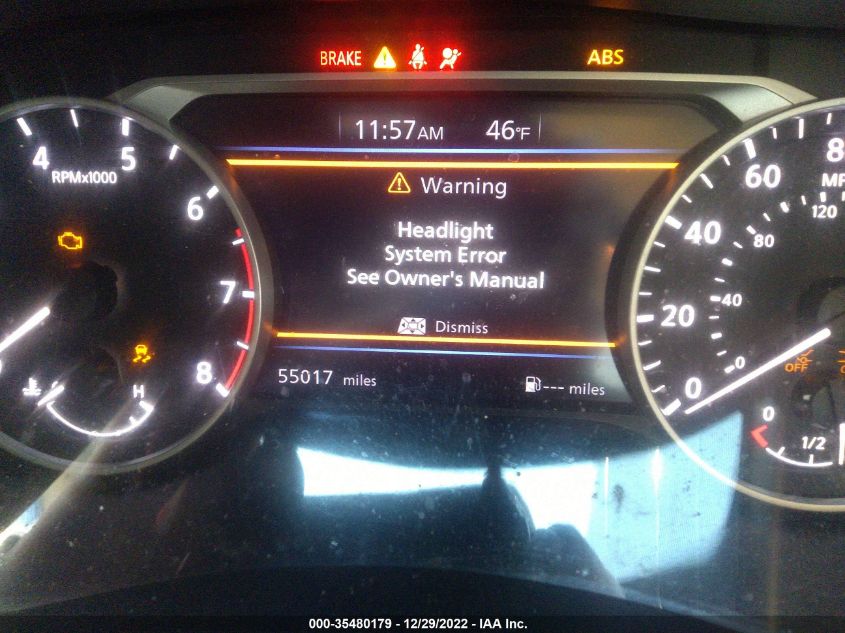 BRAKE
ABS
11:57AM 46°F
Warning
Headlight
System Error
See Owner's Manual
Dismiss
55017 miles
--- miles
4
5
6
7
8
RPMx1000
H
0
20
40
60
8
MP
0
40
80
120
OFF
0
1/2
000-35480179 - 12/29/2022 - IAA Inc.